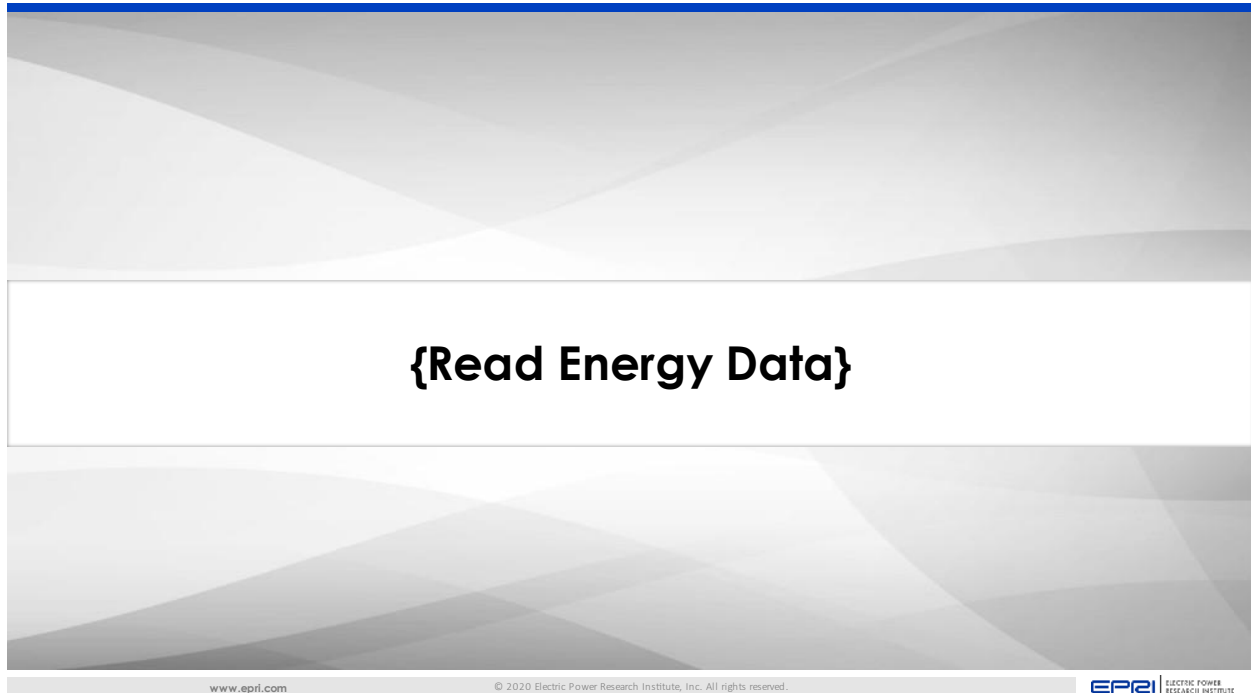 {Read Energy Data}
www.epri.com
© 2020 Electric Power Research Institute, Inc. All rights reserved.
EPRI
ELECTRIC POWER
RESEARCH INSTITUTE